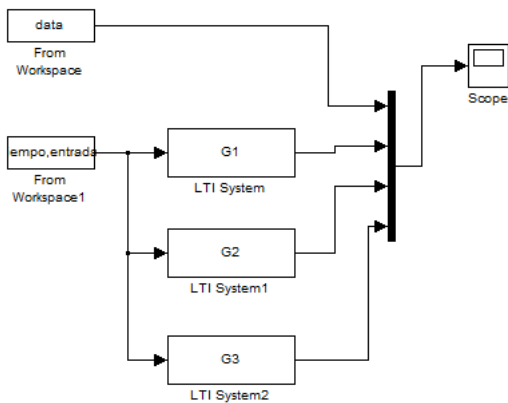 data
From
Workspace
Scope
empo,entrada
From
Workspace1
G1
LTI System
G2
LTI System1
G3
LTI System2